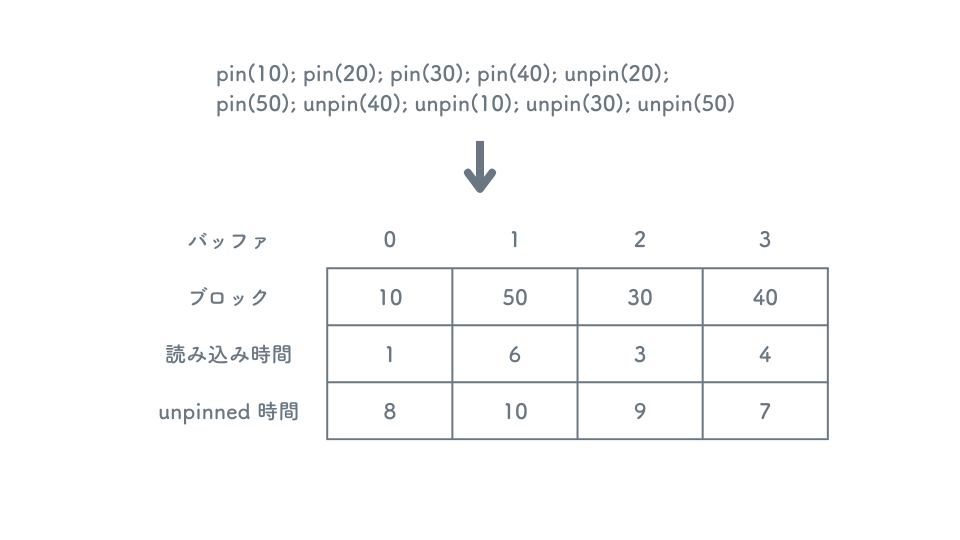 pin(10); pin(20); pin(30); pin(40); unpin(20);
pin(50); unpin(40); unpin(10); unpin(30); unpin(50)
バッファ 0 1 2 3
ブロック 10 50 30 40
読み込み時間 1 6 3 4
unpinned 時間 8 10 9 7